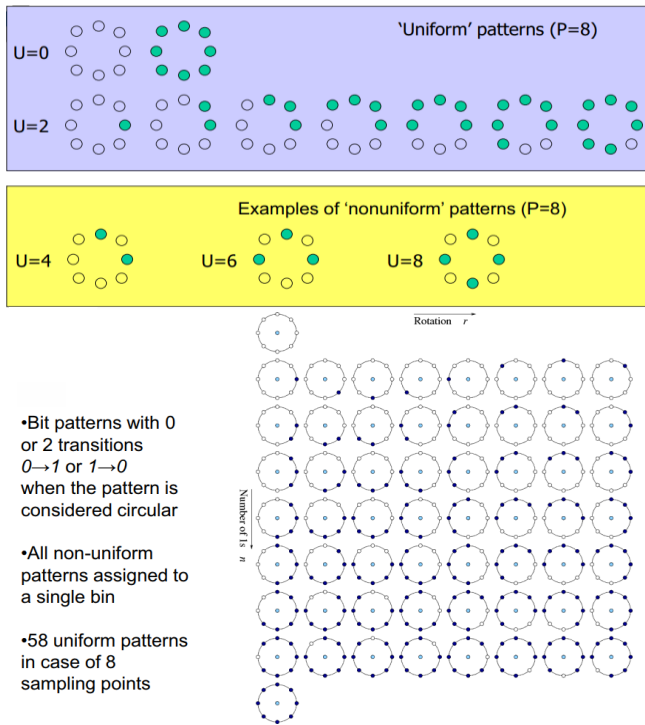 'Uniform' patterns (P=8)
U=0
U=2
Examples of 'nonuniform' patterns (P=8)
U=4
U=6
U=8
Rotation r
Number of 1s n
•Bit patterns with 0
or 2 transitions
0→1 or 1→0
when the pattern is
considered circular
•All non-uniform
patterns assigned to
a single bin
•58 uniform patterns
in case of 8
sampling points